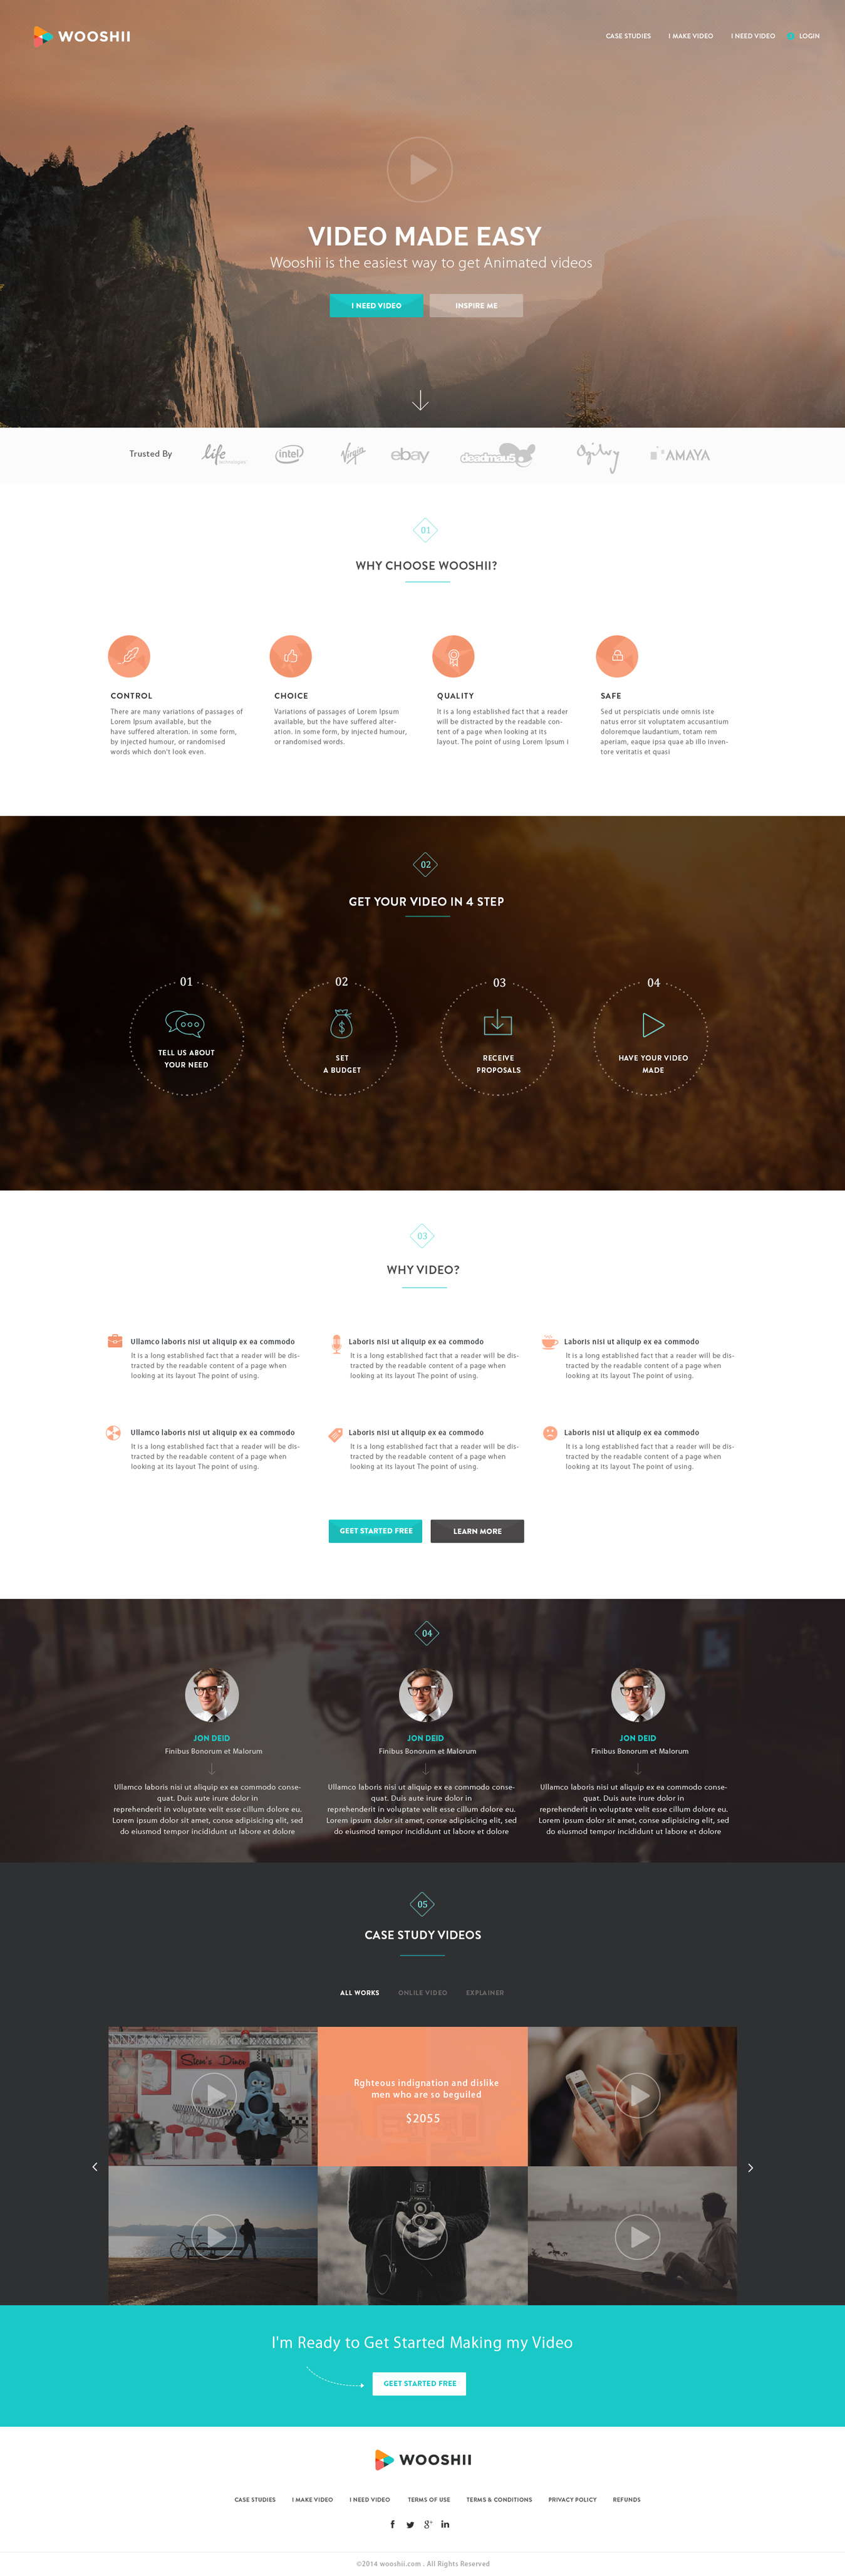 WOOSHII
CASE STUDIES
I MAKE VIDEO
I NEED VIDEO
LOGIN
VIDEO MADE EASY
Wooshii is the easiest way to get Animated videos
I NEED VIDEO
INSPIRE ME
Trusted By
life
technologies
intel
Virgin
ebay
deadmau5
Ogilvy
AMAYA
01
WHY CHOOSE WOOSHII?
CONTROL
There are many variations of passages of
Lorem Ipsum available, but the
have suffered alteration. in some form,
by injected humour, or randomised
words which don't look even.
CHOICE
Variations of passages of Lorem Ipsum
available, but the have suffered alter-
ation. in some form, by injected humour,
or randomised words.
QUALITY
It is a long established fact that a reader
will be distracted by the readable con-
tent of a page when looking at its
layout. The point of using Lorem Ipsum i
SAFE
Sed ut perspiciatis unde omnis iste
natus error sit voluptatem accusantium
doloremque laudantium, totam rem
aperiam, eaque ipsa quae ab illo inven-
tore veritatis et quasi
02
GET YOUR VIDEO IN 4 STEP
01
TELL US ABOUT
YOUR NEED
02
SET
A BUDGET
03
RECEIVE
PROPOSALS
04
HAVE YOUR VIDEO
MADE
03
WHY VIDEO?
Ullamco laboris nisi ut aliquip ex ea commodo
It is a long established fact that a reader will be dis-
tracted by the readable content of a page when
looking at its layout The point of using.
Laboris nisi ut aliquip ex ea commodo
It is a long established fact that a reader will be dis-
tracted by the readable content of a page when
looking at its layout The point of using.
Laboris nisi ut aliquip ex ea commodo
It is a long established fact that a reader will be dis-
tracted by the readable content of a page when
looking at its layout The point of using.
Ullamco laboris nisi ut aliquip ex ea commodo
It is a long established fact that a reader will be dis-
tracted by the readable content of a page when
looking at its layout The point of using.
Laboris nisi ut aliquip ex ea commodo
It is a long established fact that a reader will be dis-
tracted by the readable content of a page when
looking at its layout The point of using.
Laboris nisi ut aliquip ex ea commodo
It is a long established fact that a reader will be dis-
tracted by the readable content of a page when
looking at its layout The point of using.
GEET STARTED FREE
LEARN MORE
04
JON DEID
Finibus Bonorum et Malorum
Ullamco laboris nisi ut aliquip ex ea commodo conse-
quat. Duis aute irure dolor in
reprehenderit in voluptate velit esse cillum dolore eu.
Lorem ipsum dolor sit amet, conse adipisicing elit, sed
do eiusmod tempor incididunt ut labore et dolore
JON DEID
Finibus Bonorum et Malorum
Ullamco laboris nisi ut aliquip ex ea commodo conse-
quat. Duis aute irure dolor in
reprehenderit in voluptate velit esse cillum dolore eu.
Lorem ipsum dolor sit amet, conse adipisicing elit, sed
do eiusmod tempor incididunt ut labore et dolore
JON DEID
Finibus Bonorum et Malorum
Ullamco laboris nisi ut aliquip ex ea commodo conse-
quat. Duis aute irure dolor in
reprehenderit in voluptate velit esse cillum dolore eu.
Lorem ipsum dolor sit amet, conse adipisicing elit, sed
do eiusmod tempor incididunt ut labore et dolore
05
CASE STUDY VIDEOS
ALL WORKS
ONLILE VIDEO
EXPLAINER
Slam's Diner
Rghteous indignation and dislike
men who are so beguiled
$2055
I'm Ready to Get Started Making my Video
GEET STARTED FREE
WOOSHII
CASE STUDIES
I MAKE VIDEO
I NEED VIDEO
TERMS OF USE
TERMS & CONDITIONS
PRIVACY POLICY
REFUNDS
©2014 wooshii.com . All Rights Reserved